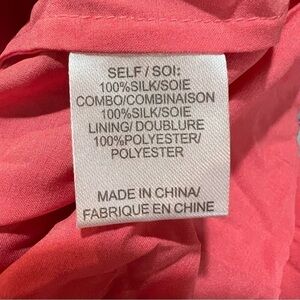 SELF / SOI:
100%SILK/SOIE
COMBO/COMBINAISON
100%SILK/SOIE
LINING/ DOUBLURE
100%POLYESTER/
POLYESTER
MADE IN CHINA/
FABRIQUE EN CHINE